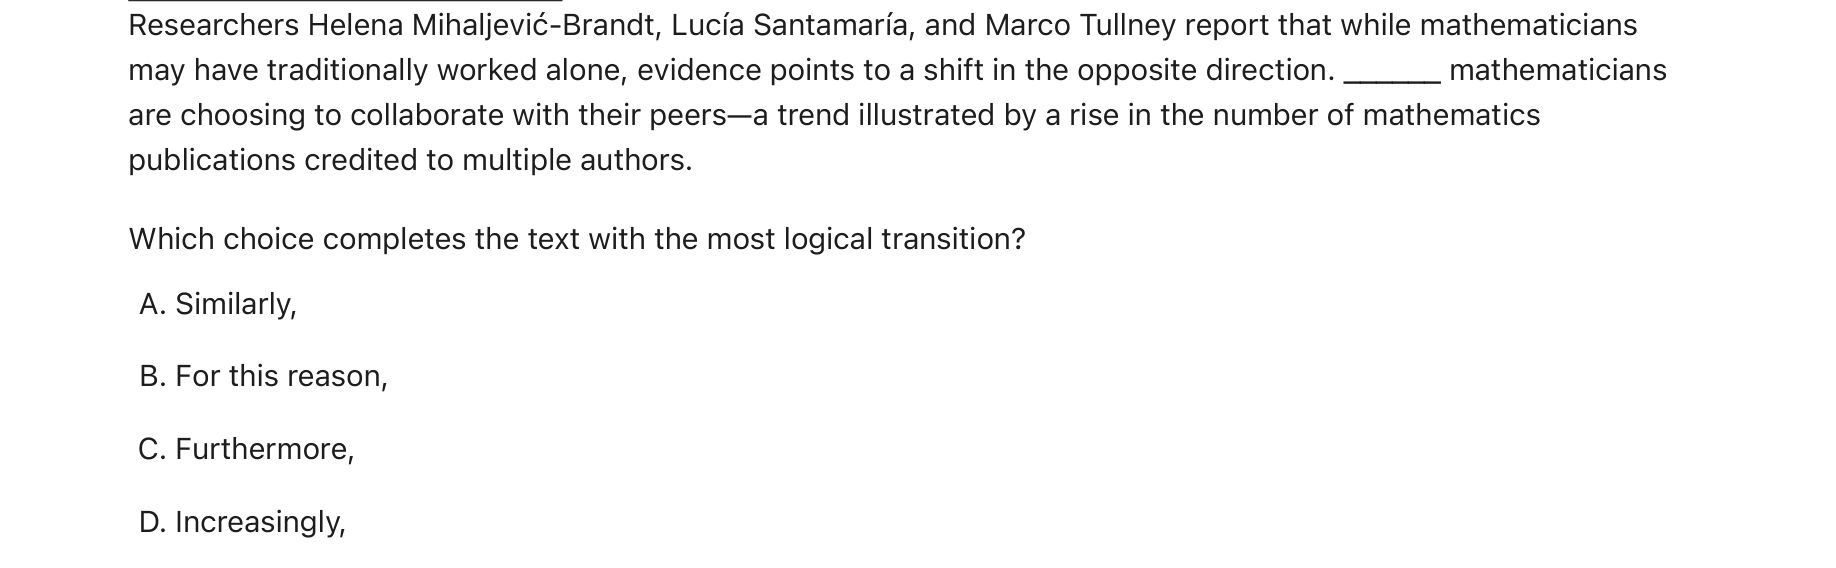 Researchers Helena Mihaljević-Brandt, Lucía Santamaría, and Marco Tullney report that while mathematicians
may have traditionally worked alone, evidence points to a shift in the opposite direction. ______ mathematicians
are choosing to collaborate with their peers—a trend illustrated by a rise in the number of mathematics
publications credited to multiple authors.
Which choice completes the text with the most logical transition?
A. Similarly,
B. For this reason,
C. Furthermore,
D. Increasingly,